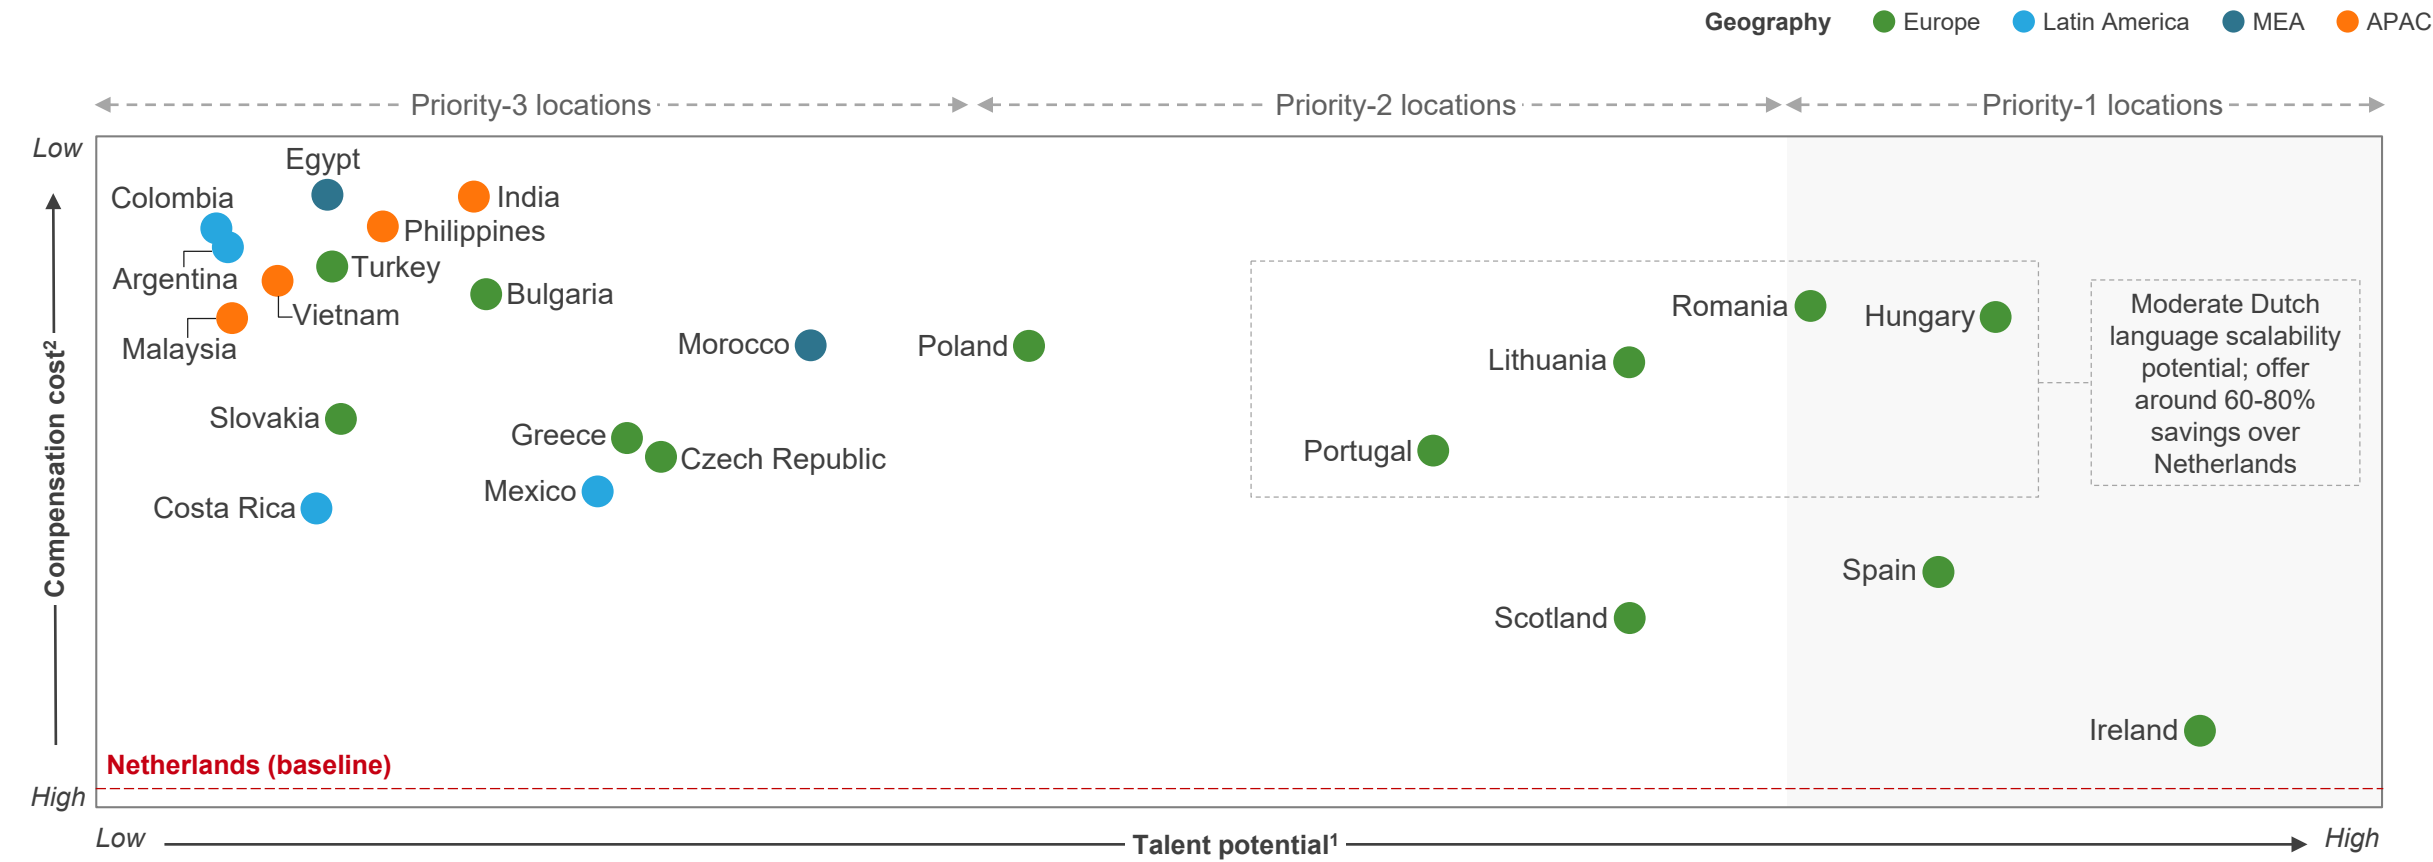 Geography Europe Latin America MEA APAC
Priority-3 locations Priority-2 locations Priority-1 locations
Low
Egypt
Colombia
India
Philippines
Argentina
Turkey
Vietnam
Bulgaria
Malaysia
Morocco
Poland
Romania
Hungary
Lithuania
Portugal
Moderate Dutch
language scalability
potential; offer
around 60-80%
savings over
Netherlands
Slovakia
Greece
Czech Republic
Mexico
Costa Rica
Spain
Scotland
Ireland
Compensation cost²
Netherlands (baseline)
High
Low
Talent potential¹
High